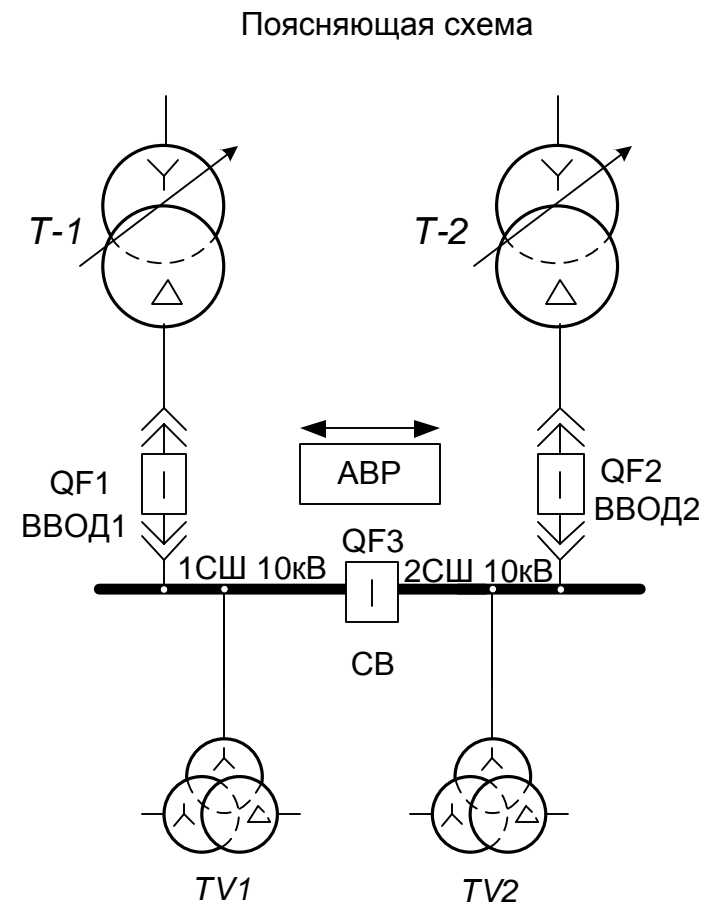 Поясняющая схема
Т-1
Т-2
АВР
QF1
ВВОД1
QF2
ВВОД2
QF3
1СШ 10кВ
2СШ 10кВ
СВ
TV1
TV2